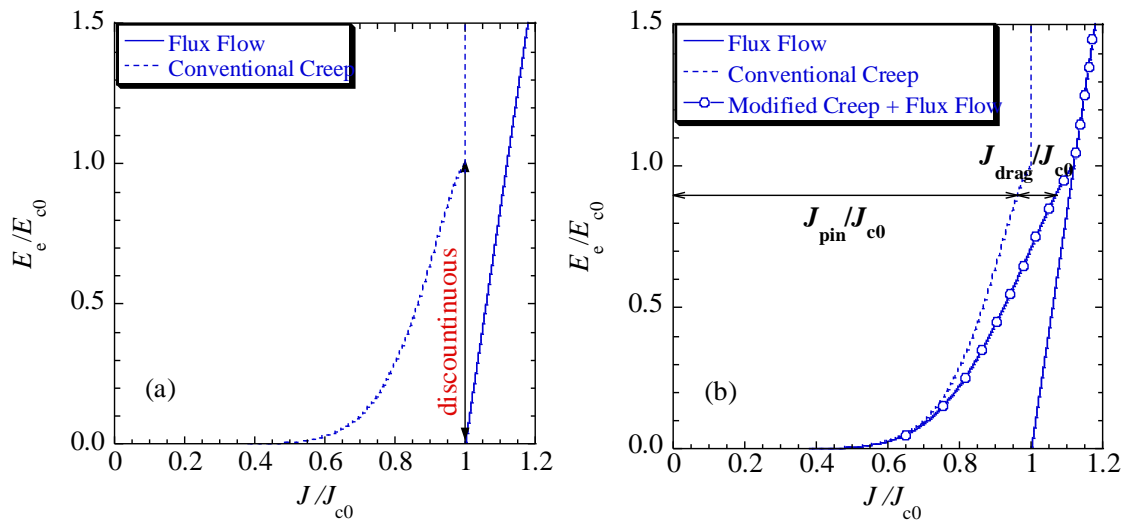 Flux Flow
Conventional Creep
1.5
1.0
0.5
0.0
E_e/E_c0
discountinuous
(a)
0 0.2 0.4 0.6 0.8 1 1.2
J/J_c0
Flux Flow
Conventional Creep
Modified Creep + Flux Flow
1.5
1.0
0.5
0.0
E_e/E_c0
J_drag/J_c0
J_pin/J_c0
(b)
0 0.2 0.4 0.6 0.8 1 1.2
J/J_c0